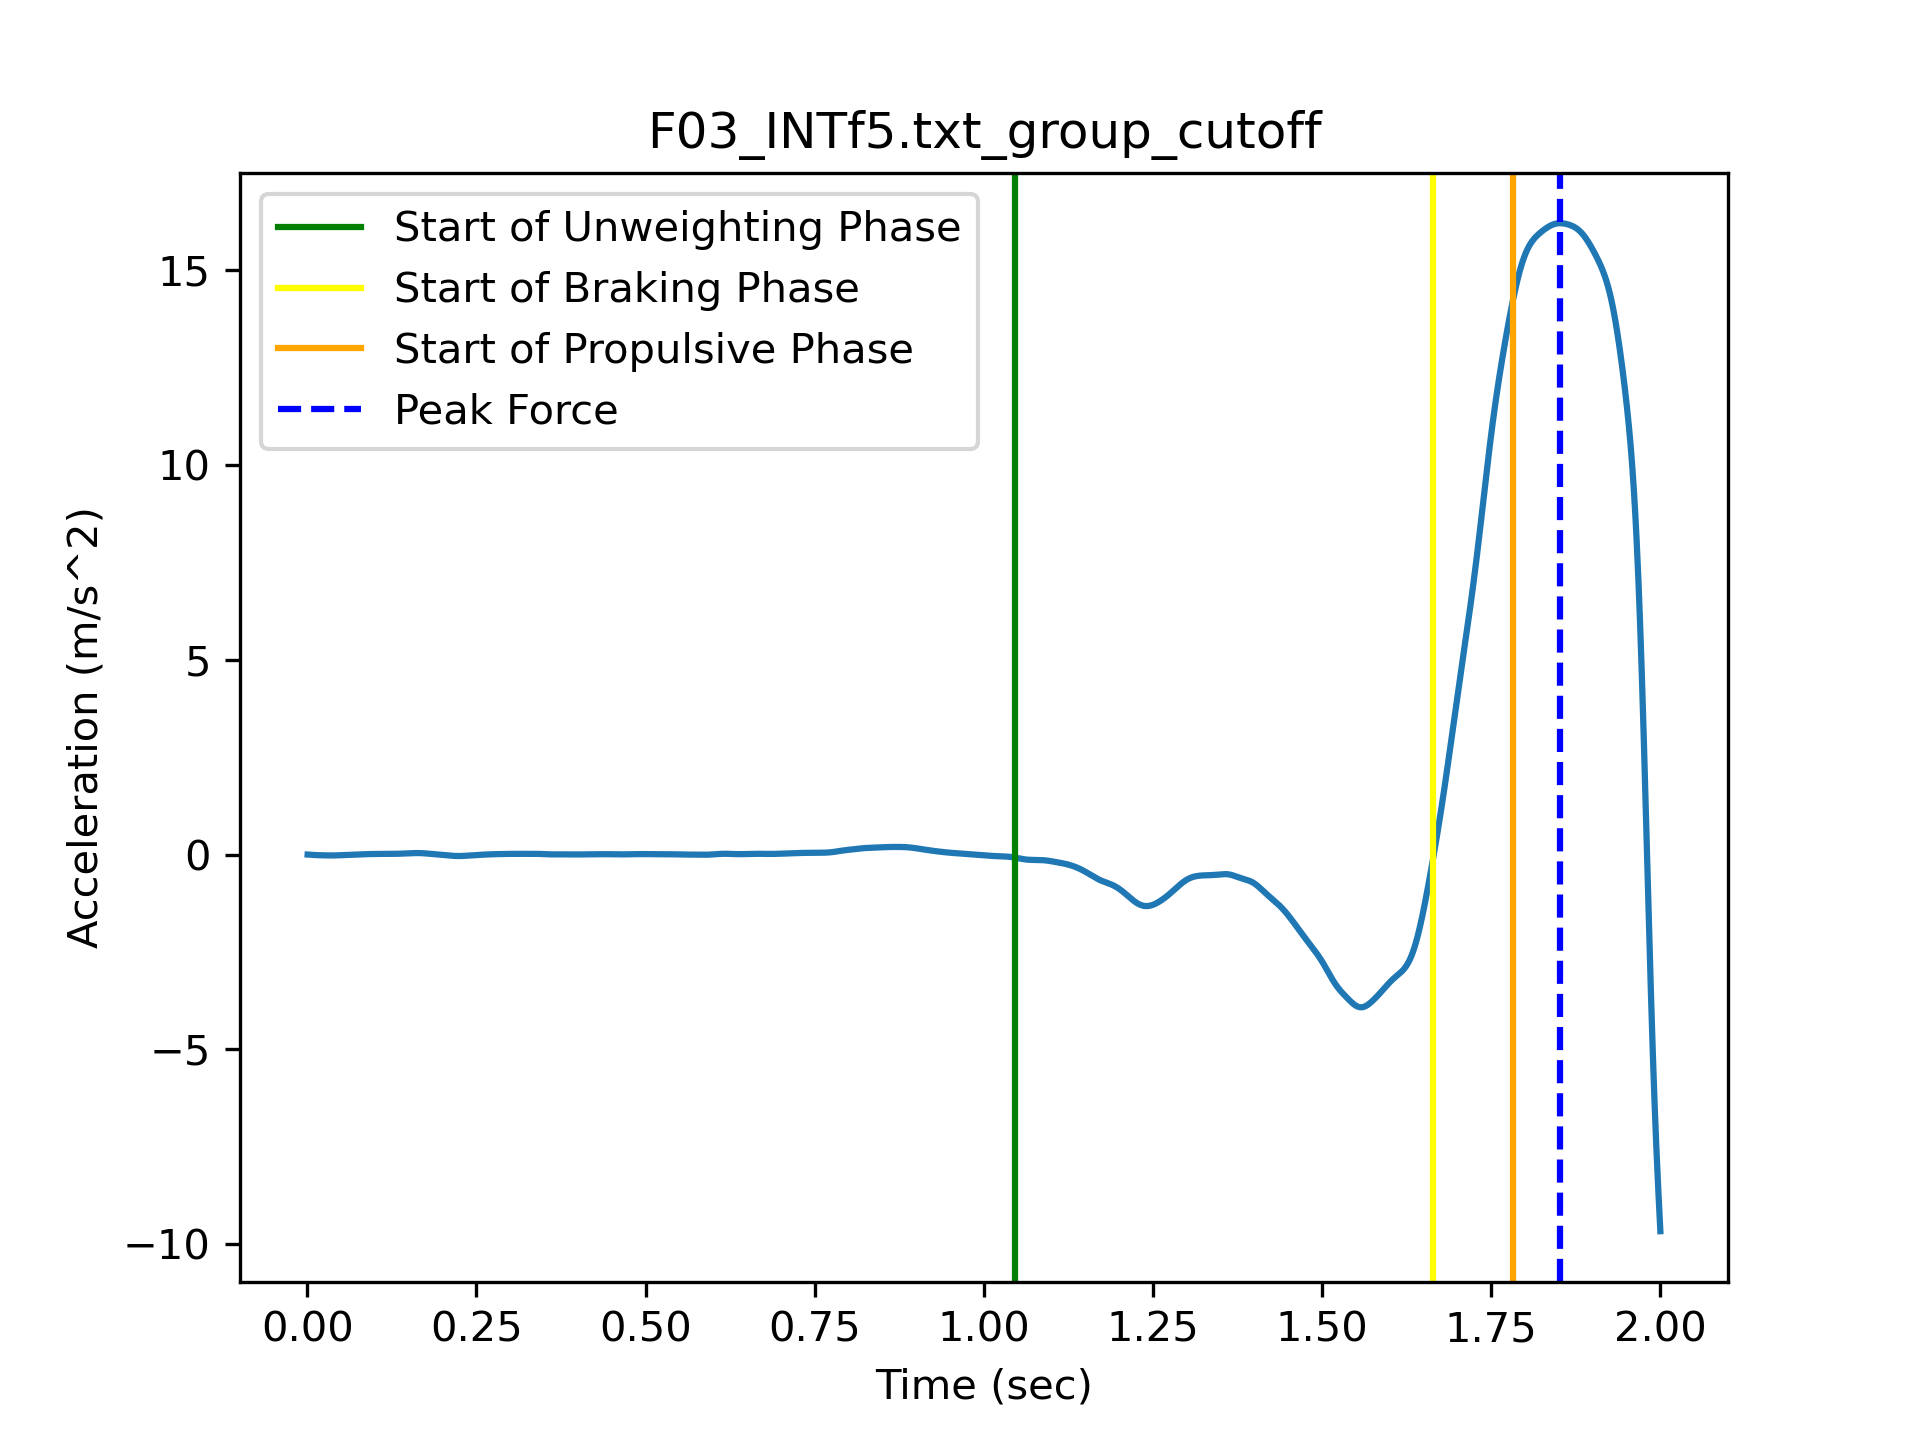 F03_INTf5.txt_group_cutoff
Start of Unweighting Phase
Start of Braking Phase
Start of Propulsive Phase
Peak Force
15
10
5
0
−5
−10
Acceleration (m/s^2)
0.00 0.25 0.50 0.75 1.00 1.25 1.50 1.75 2.00
Time (sec)